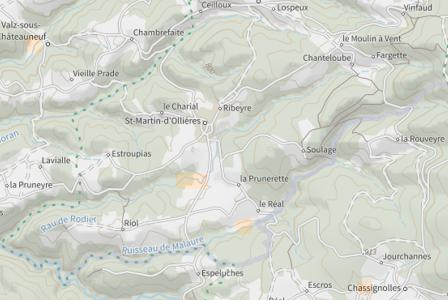 Ceilloux
Lospeux
Vinfaud
Valz-sous-
Châteauneuf
Chambrefaite
le Moulin à Vent
Fargette
Chanteloube
Vieille Prade
800
le Charial
Ribeyre
St-Martin-d'Ollières
la Rouveyre
Soulage
Estroupias
Lavialle
la Pruneyre
la Prunerette
le Réal
Rau de Rodier
Riol
Ruisseau de Malaure
913
Jourchannes
Espeluches
Escros
Chassignolles